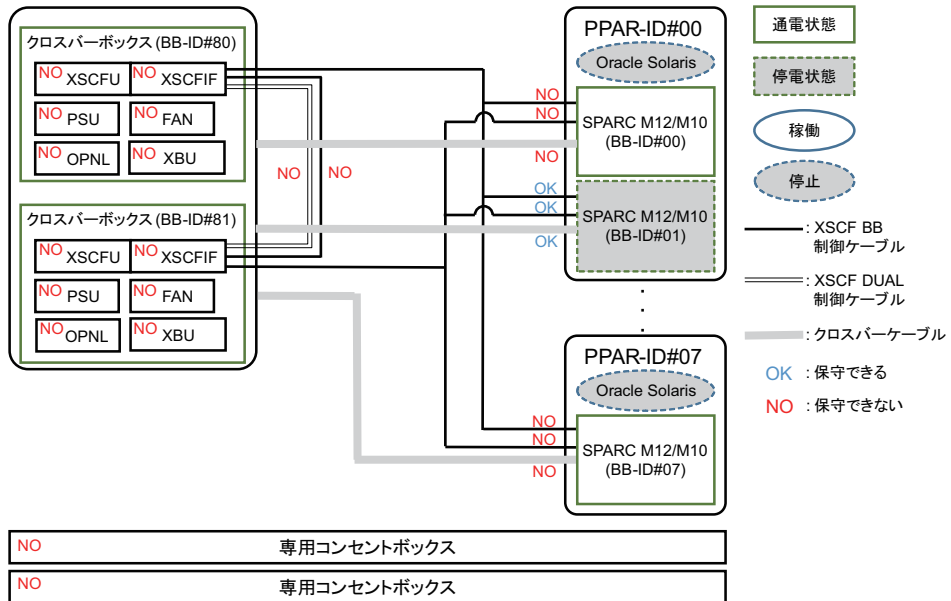 クロスバーボックス (BB-ID#80)
NO XSCFU
NO XSCFIF
NO PSU
NO FAN
NO OPNL
NO XBU
NO
NO
クロスバーボックス (BB-ID#81)
NO XSCFU
NO XSCFIF
NO PSU
NO FAN
NO OPNL
NO XBU
PPAR-ID#00
Oracle Solaris
NO
NO
NO
SPARC M12/M10
(BB-ID#00)
OK
OK
OK
SPARC M12/M10
(BB-ID#01)
PPAR-ID#07
Oracle Solaris
NO
NO
NO
SPARC M12/M10
(BB-ID#07)
通電状態
停電状態
稼働
停止
: XSCF BB
制御ケーブル
: XSCF DUAL
制御ケーブル
: クロスバーケーブル
OK : 保守できる
NO : 保守できない
NO 専用コンセントボックス
NO 専用コンセントボックス